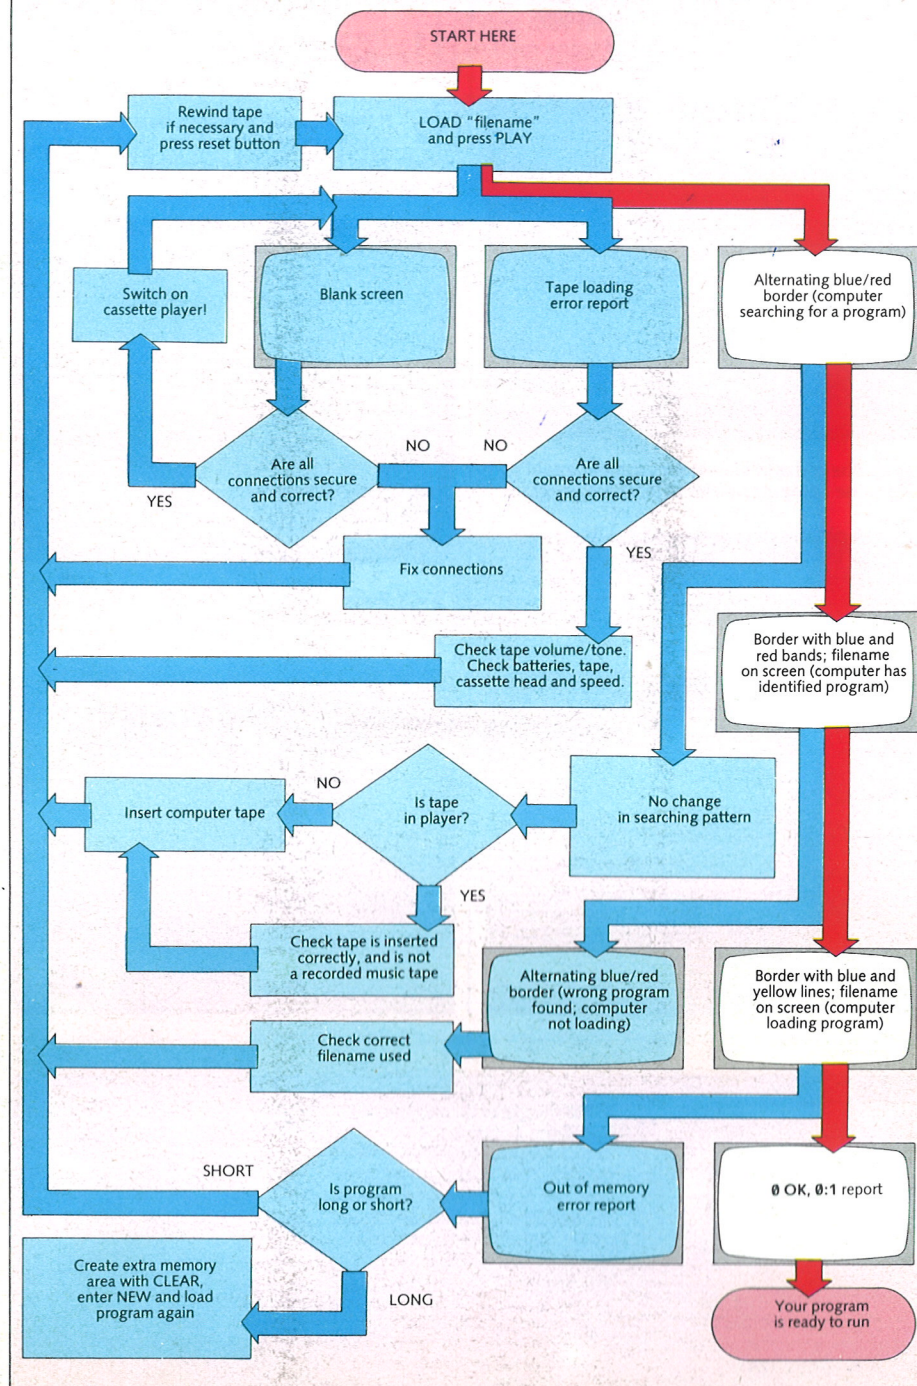 START HERE
Rewind tape
if necessary and
press reset button
LOAD "filename"
and press PLAY
Switch on
cassette player!
Blank screen
Tape loading
error report
Alternating blue/red
border (computer
searching for a program)
NO
NO
Are all
connections secure
and correct?
Are all
connections secure
and correct?
YES
YES
Fix connections
Border with blue and
red bands; filename
on screen (computer has
identified program)
Check tape volume/tone.
Check batteries, tape,
cassette head and speed.
NO
Insert computer tape
Is tape
in player?
No change
in searching pattern
YES
Check tape is inserted
correctly, and is not
a recorded music tape
Alternating blue/red
border (wrong program
found; computer
not loading)
Border with blue and
yellow lines; filename
on screen (computer
loading program)
Check correct
filename used
SHORT
Is program
long or short?
Out of memory
error report
0 OK, 0:1 report
Create extra memory
area with CLEAR,
enter NEW and load
program again
LONG
Your program
is ready to run